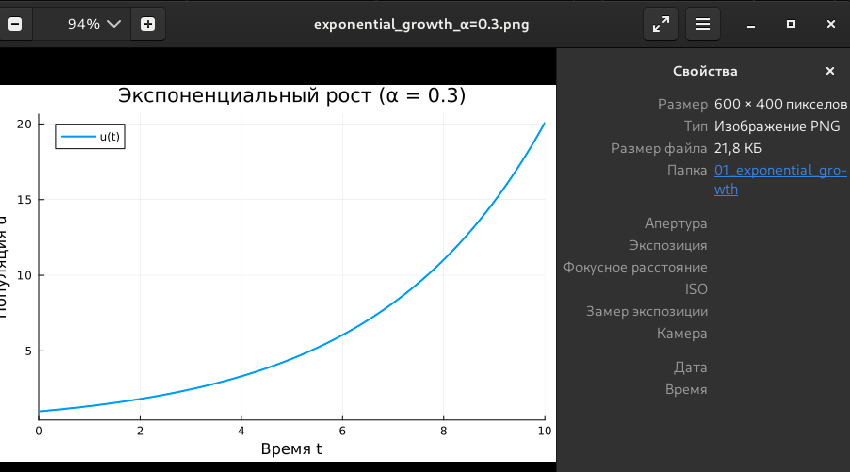 94%
exponential_growth_α=0.3.png
Экспоненциальный рост (α = 0.3)
u(t)
20
15
10
5
Популяция u
0 2 4 6 8 10
Время t
Свойства
Размер 600 × 400 пикселов
Тип Изображение PNG
Размер файла 21,8 КБ
Папка 01_exponential_gro-
wth
Апертура
Экспозиция
Фокусное расстояние
ISO
Замер экспозиции
Камера
Дата
Время